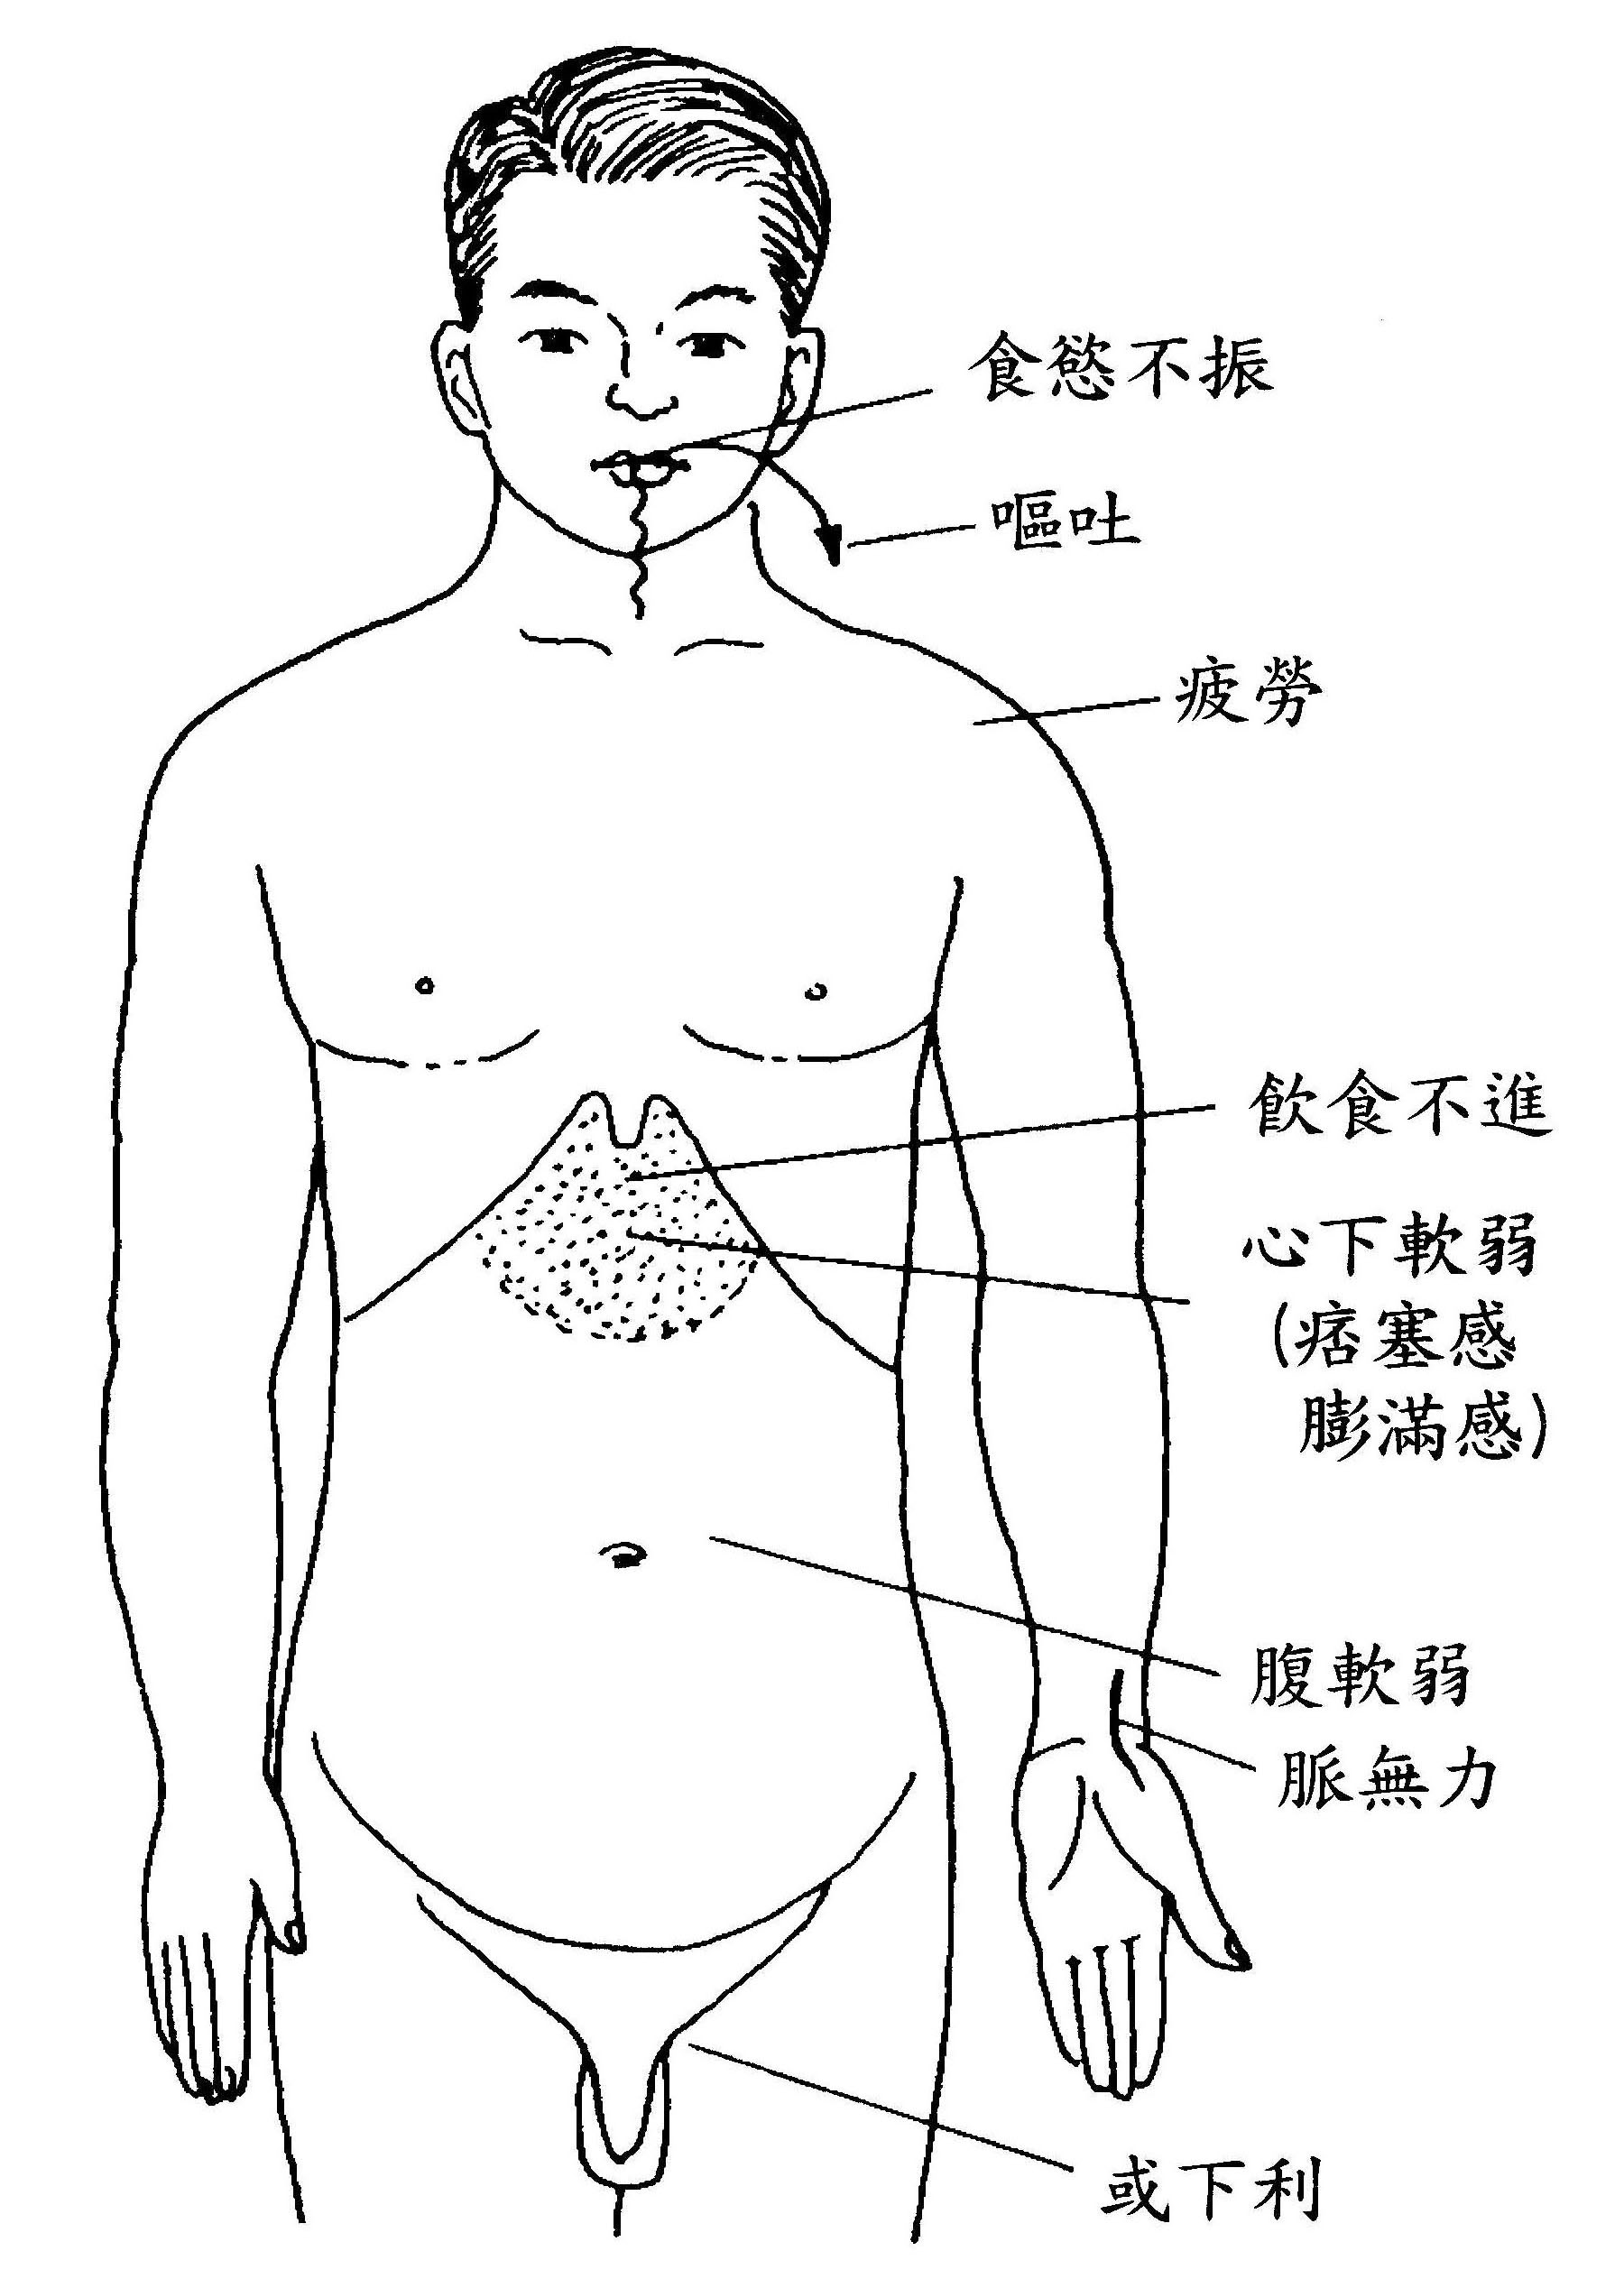 食慾不振
嘔吐
疲勞
飲食不進
心下軟弱
(痞塞感
膨滿感)
腹軟弱
脈無力
或下利